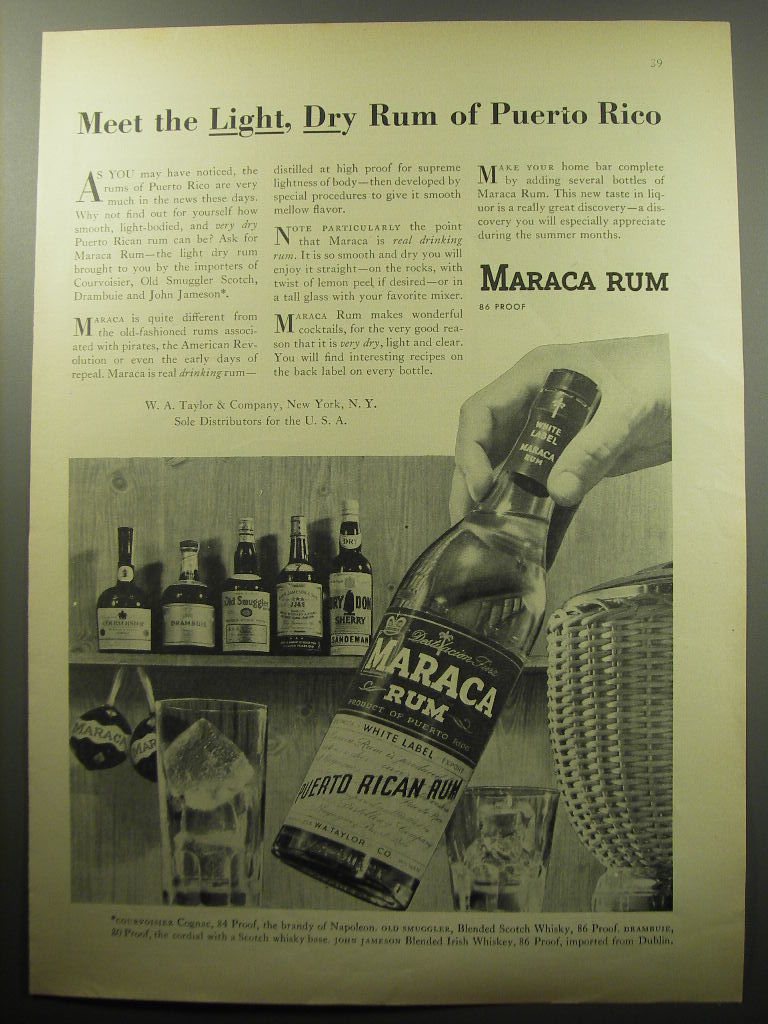 39
Meet the Light, Dry Rum of Puerto Rico
AS YOU may have noticed, the
rums of Puerto Rico are very
much in the news these days.
Why not find out for yourself how
smooth, light-bodied, and very dry
Puerto Rican rum can be? Ask for
Maraca Rum—the light dry rum
brought to you by the importers of
Courvoisier, Old Smuggler Scotch,
Drambuie and John Jameson*.
MARACA is quite different from
the old-fashioned rums associ-
ated with pirates, the American Rev-
olution or even the early days of
repeal. Maraca is real drinking rum—
distilled at high proof for supreme
lightness of body—then developed by
special procedures to give it smooth
mellow flavor.
NOTE PARTICULARLY the point
that Maraca is real drinking
rum. It is so smooth and dry you will
enjoy it straight—on the rocks, with
twist of lemon peel if desired—or in
a tall glass with your favorite mixer.
MARACA Rum makes wonderful
cocktails, for the very good rea-
son that it is very dry, light and clear.
You will find interesting recipes on
the back label on every bottle.
MAKE YOUR home bar complete
by adding several bottles of
Maraca Rum. This new taste in liq-
uor is a really great discovery—a dis-
covery you will especially appreciate
during the summer months.
MARACA RUM
86 PROOF
W. A. Taylor & Company, New York, N. Y.
Sole Distributors for the U. S. A.
WHITE
LABEL
MARACA
RUM
COURVOISIER
DRAMBUIE
Old Smuggler
DRY
DRY DON
SHERRY
SANDEMAN
MARACA
MAR
MARACA
RUM
PRODUCT OF PUERTO RICO
WHITE LABEL
PUERTO RICAN RUM
W.A. TAYLOR CO
*COURVOISIER Cognac, 84 Proof, the brandy of Napoleon. OLD SMUGGLER, Blended Scotch Whisky, 86 Proof. DRAMBUIE,
80 Proof, the cordial with a Scotch whisky base. JOHN JAMESON Blended Irish Whiskey, 86 Proof, imported from Dublin.